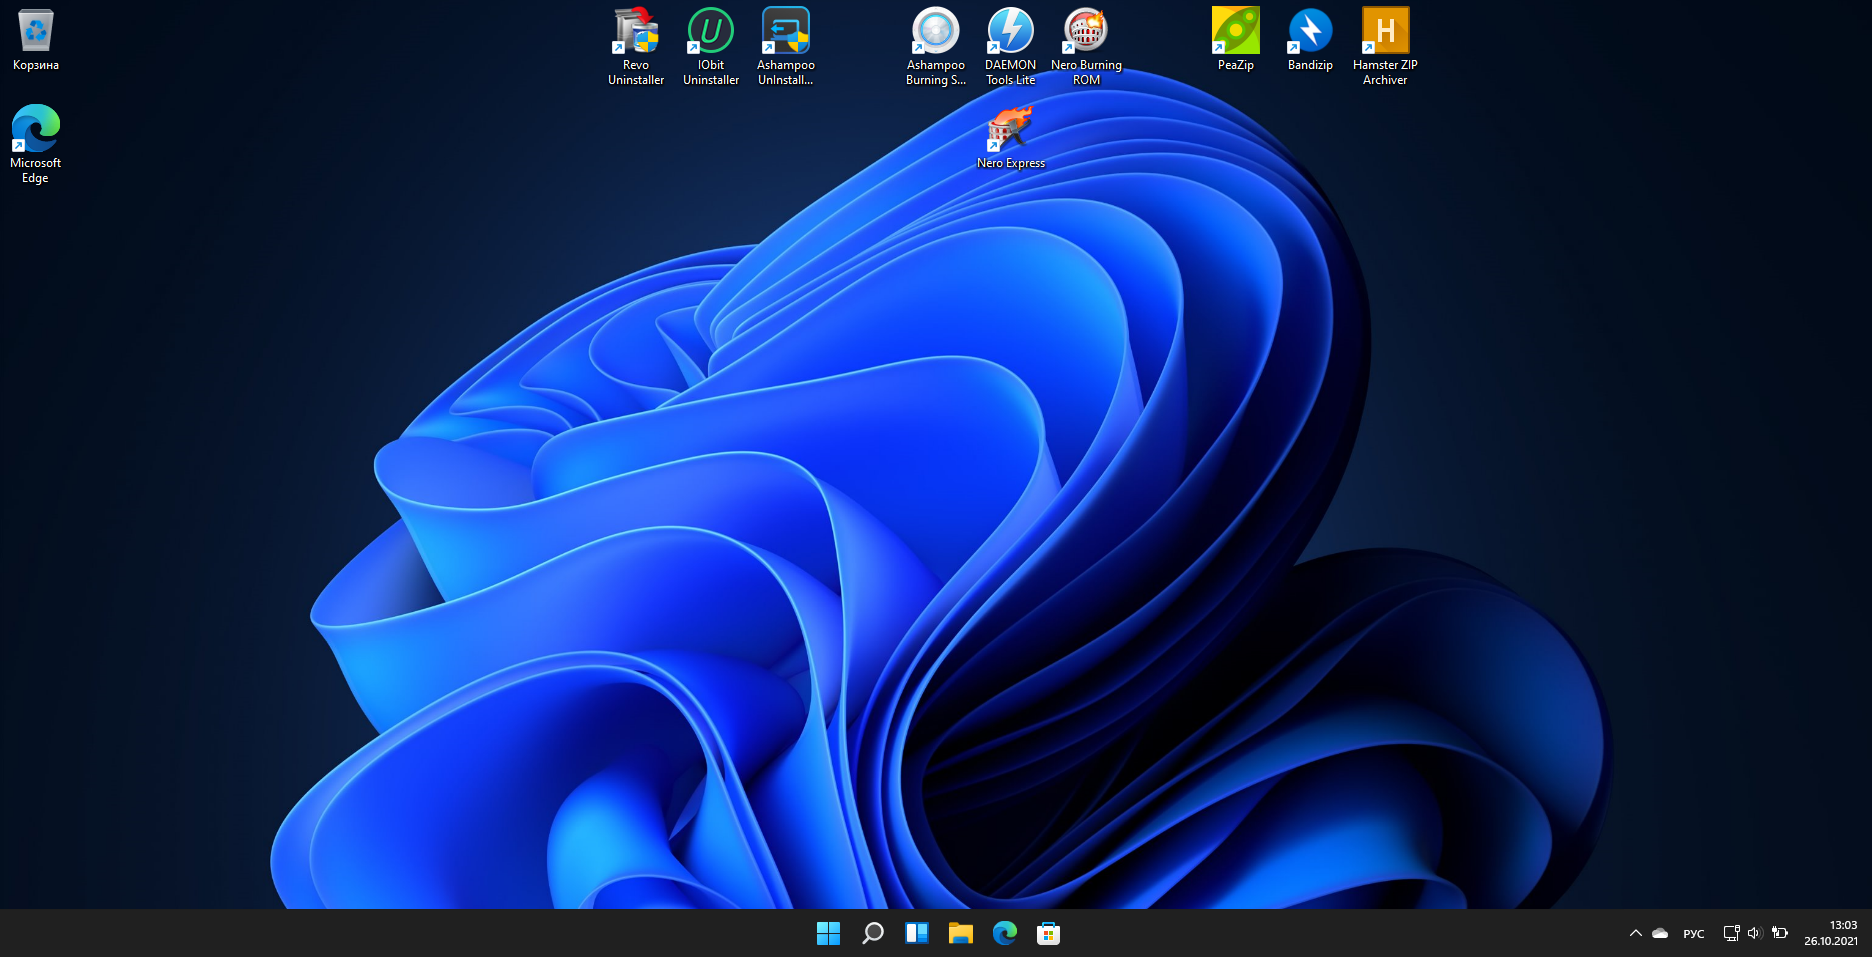 Корзина
Microsoft
Edge
Revo
Uninstaller
IObit
Uninstaller
Ashampoo
UnInstall...
Ashampoo
Burning S...
DAEMON
Tools Lite
Nero Burning
ROM
Nero Express
PeaZip
Bandizip
H
Hamster ZIP
Archiver
РУС
13:03
26.10.2021